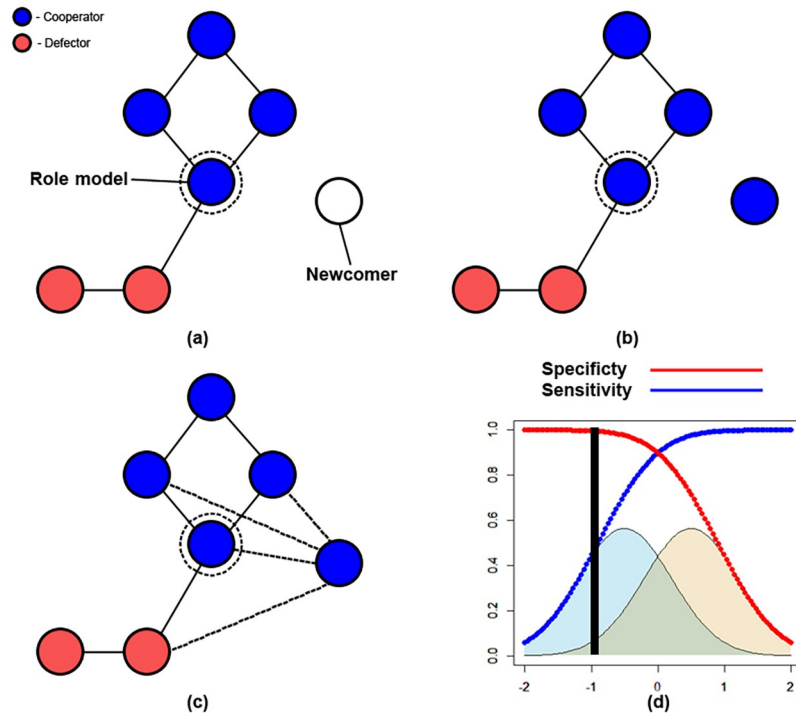 - Cooperator
- Defector
Role model
Newcomer
(a)
(b)
Specificty
Sensitivity
1.0
0.8
0.6
0.4
0.2
0.0
-2 -1 0 1 2
(c)
(d)